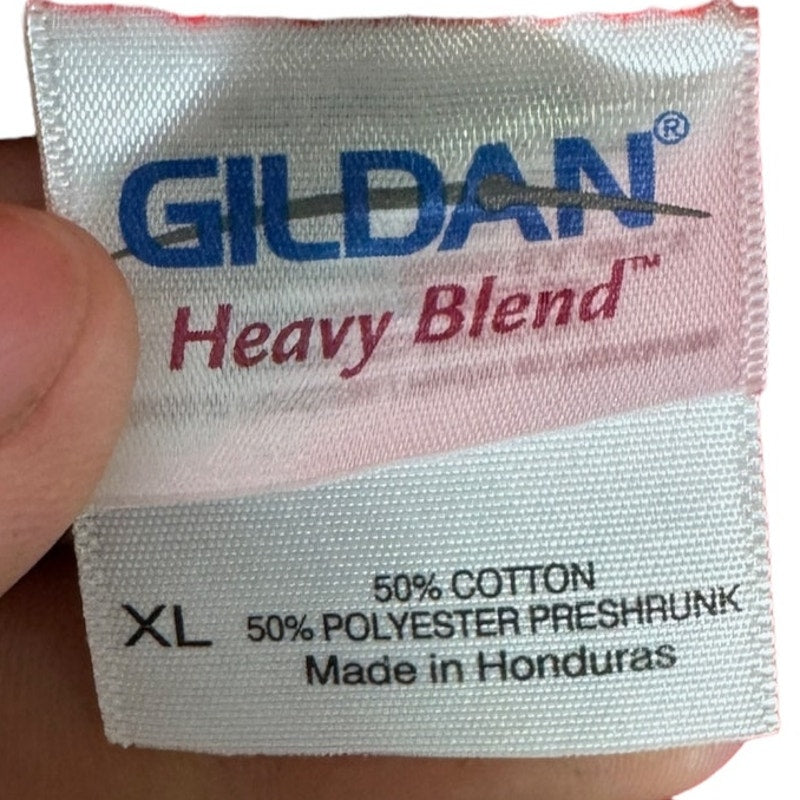 GILDAN®
Heavy Blend™
50% COTTON
XL 50% POLYESTER PRESHRUNK
Made in Honduras